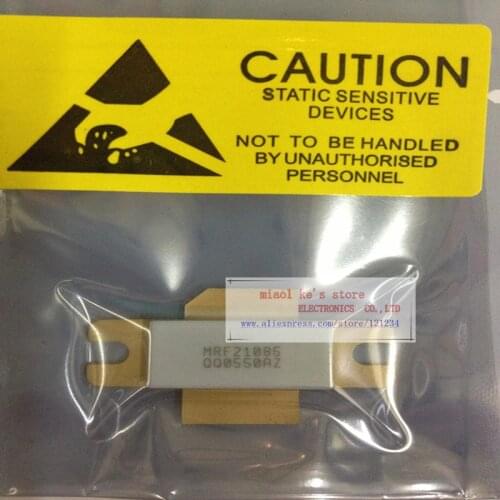 CAUTION
STATIC SENSITIVE
DEVICES
NOT TO BE HANDLED
BY UNAUTHORISED
PERSONNEL
miaol ke's store
ELECTRONICS CO.,LTD
www.aliexpress.com/store/121234
MRF21085
QQ0550AZ